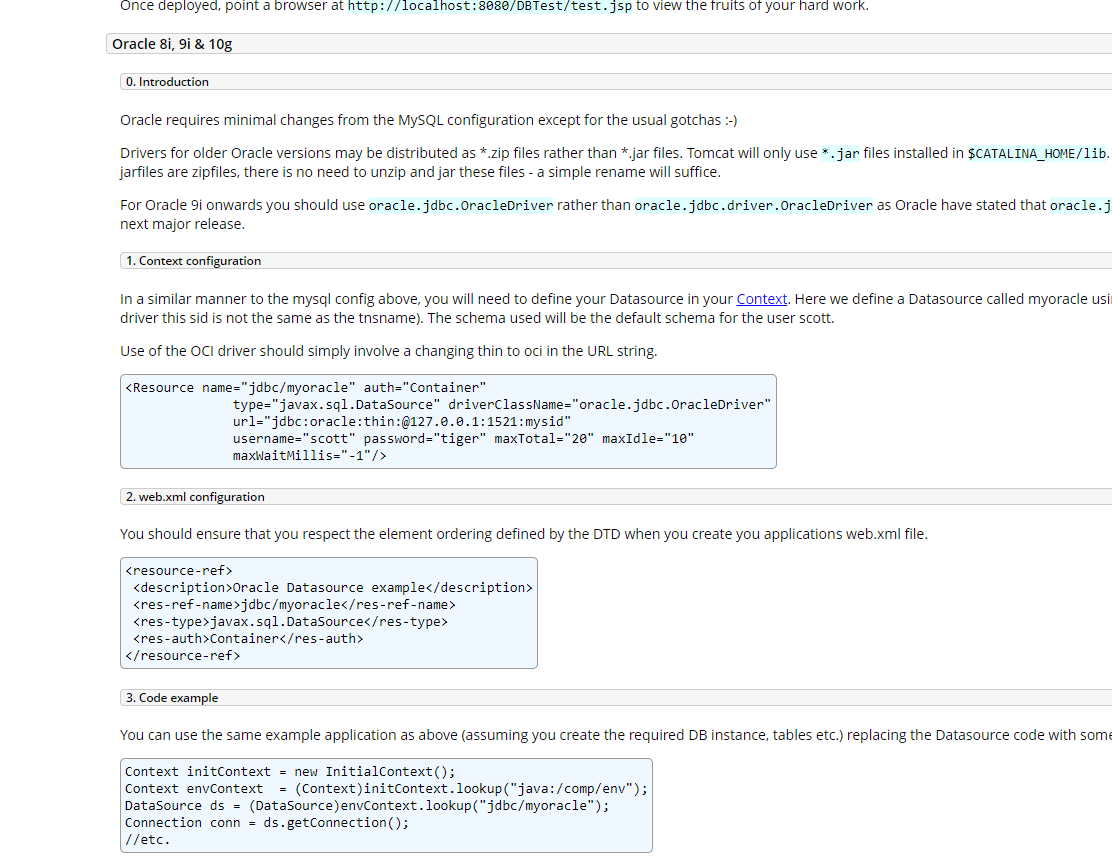 Once deployed, point a browser at http://localhost:8080/DBTest/test.jsp to view the fruits of your hard work.
Oracle 8i, 9i & 10g
0. Introduction
Oracle requires minimal changes from the MySQL configuration except for the usual gotchas :-)
Drivers for older Oracle versions may be distributed as *.zip files rather than *.jar files. Tomcat will only use *.jar files installed in $CATALINA_HOME/lib.
jarfiles are zipfiles, there is no need to unzip and jar these files - a simple rename will suffice.
For Oracle 9i onwards you should use oracle.jdbc.OracleDriver rather than oracle.jdbc.driver.OracleDriver as Oracle have stated that oracle.j
next major release.
1. Context configuration
In a similar manner to the mysql config above, you will need to define your Datasource in your Context. Here we define a Datasource called myoracle usi
driver this sid is not the same as the tnsname). The schema used will be the default schema for the user scott.
Use of the OCI driver should simply involve a changing thin to oci in the URL string.
<Resource name="jdbc/myoracle" auth="Container"
type="javax.sql.DataSource" driverClassName="oracle.jdbc.OracleDriver"
url="jdbc:oracle:thin:@127.0.0.1:1521:mysid"
username="scott" password="tiger" maxTotal="20" maxIdle="10"
maxWaitMillis="-1"/>
2. web.xml configuration
You should ensure that you respect the element ordering defined by the DTD when you create you applications web.xml file.
<resource-ref>
<description>Oracle Datasource example</description>
<res-ref-name>jdbc/myoracle</res-ref-name>
<res-type>javax.sql.DataSource</res-type>
<res-auth>Container</res-auth>
</resource-ref>
3. Code example
You can use the same example application as above (assuming you create the required DB instance, tables etc.) replacing the Datasource code with some
Context initContext = new InitialContext();
Context envContext  = (Context)initContext.lookup("java:/comp/env");
DataSource ds = (DataSource)envContext.lookup("jdbc/myoracle");
Connection conn = ds.getConnection();
//etc.